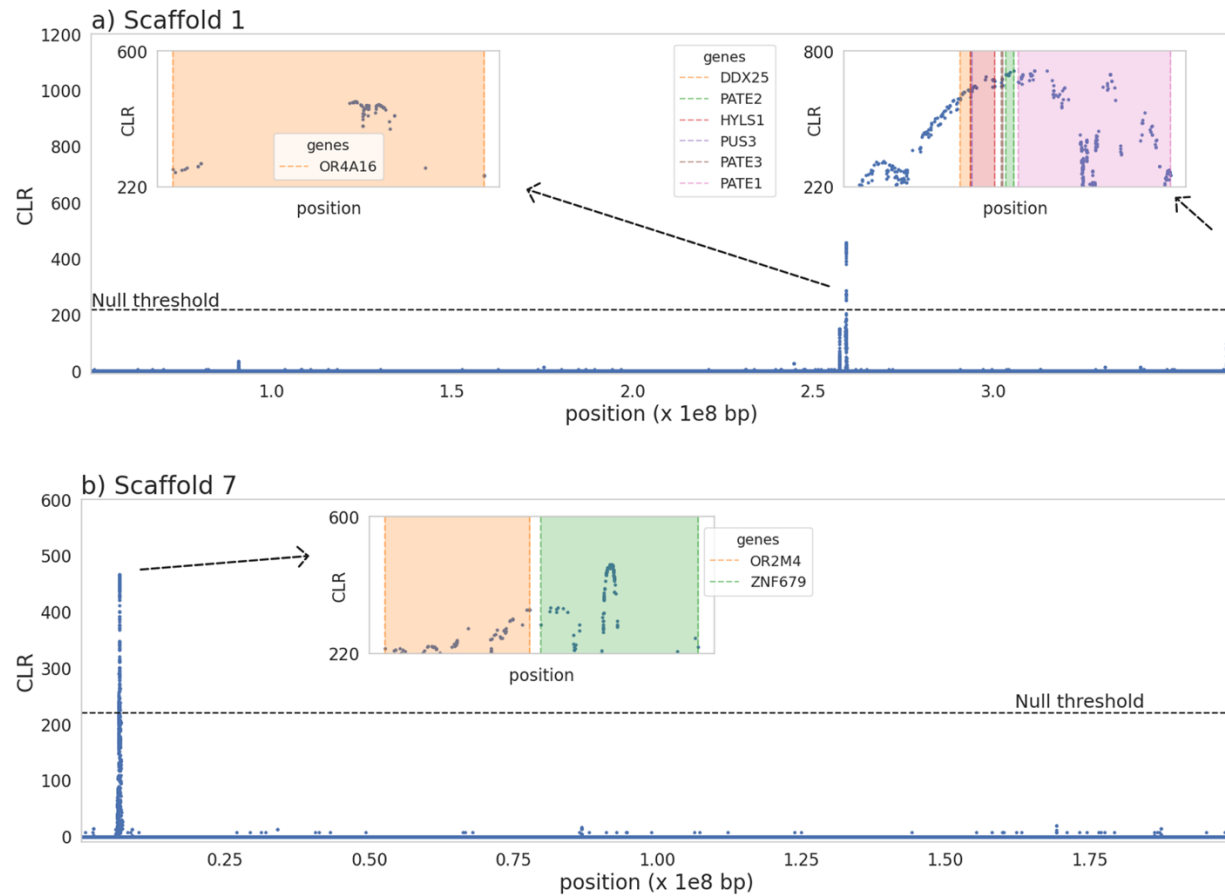 a) Scaffold 1
1200
1000
800
600
400
200
0
CLR
Null threshold
600
220
CLR
position
genes
OR4A16
genes
DDX25
PATE2
HYLS1
PUS3
PATE3
PATE1
800
220
CLR
position
1.0 1.5 2.0 2.5 3.0
position (x 1e8 bp)
b) Scaffold 7
600
500
400
300
200
100
0
CLR
600
220
CLR
position
genes
OR2M4
ZNF679
Null threshold
0.25 0.50 0.75 1.00 1.25 1.50 1.75
position (x 1e8 bp)